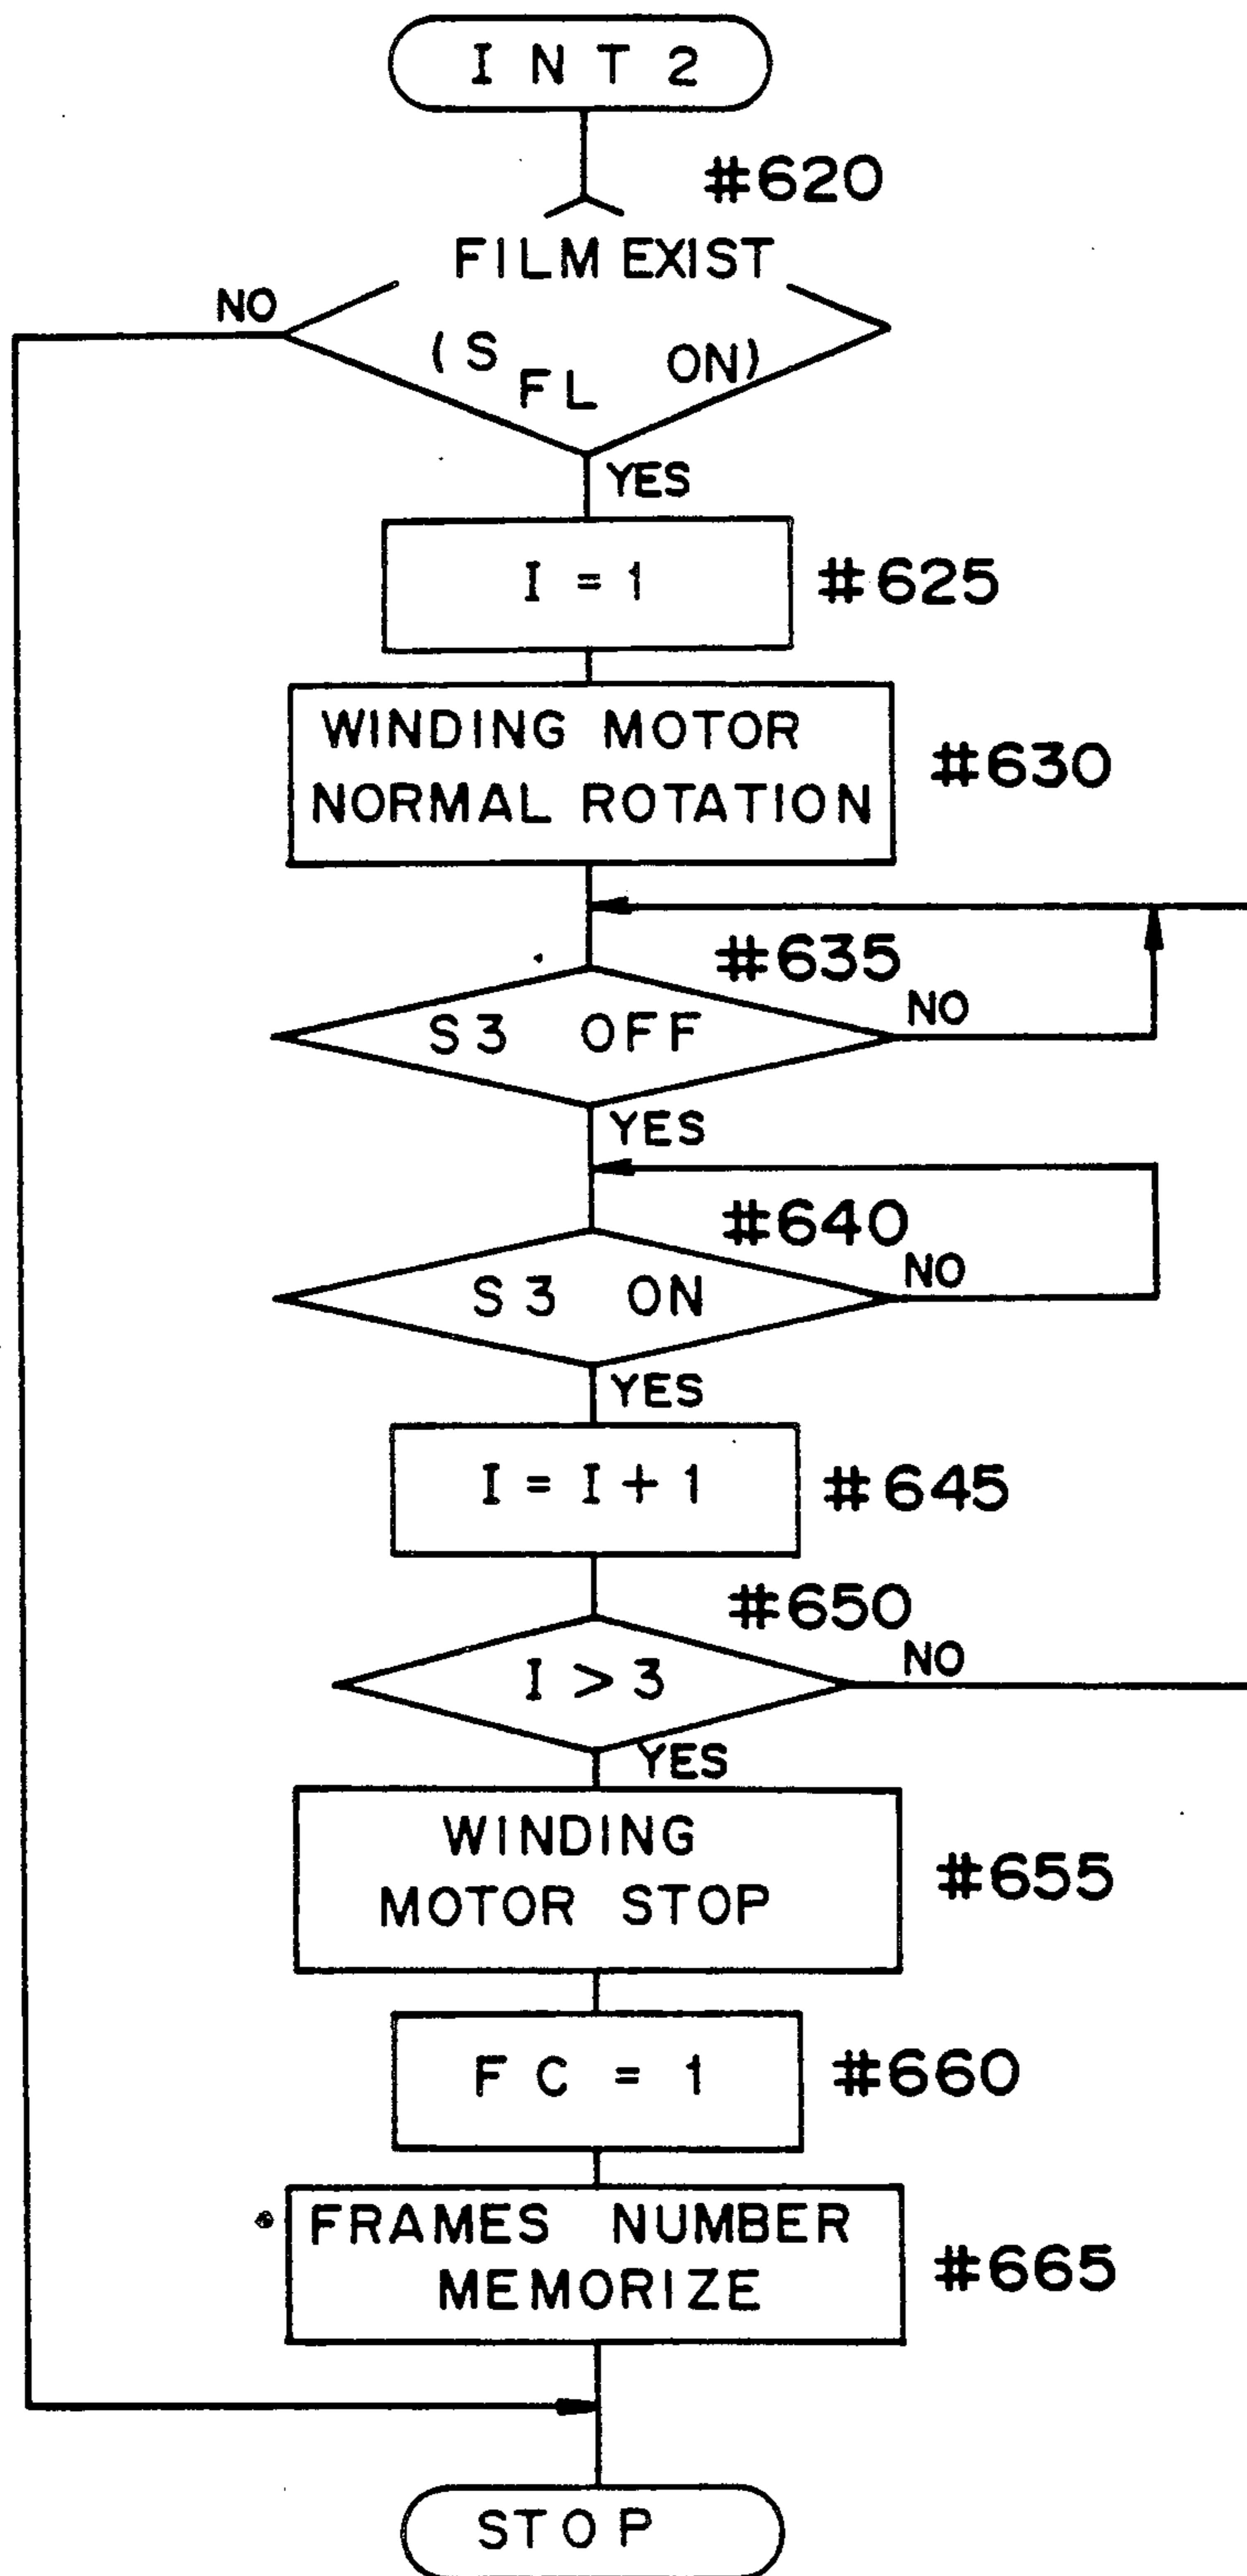 INT2
#620
FILM EXIST
NO
(S FL ON)
YES
I = 1
#625
WINDING MOTOR
NORMAL ROTATION
#630
#635
S3 OFF
NO
YES
#640
S3 ON
NO
YES
I = I + 1
#645
#650
I > 3
NO
YES
WINDING
MOTOR STOP
#655
FC = 1
#660
FRAMES NUMBER
MEMORIZE
#665
STOP